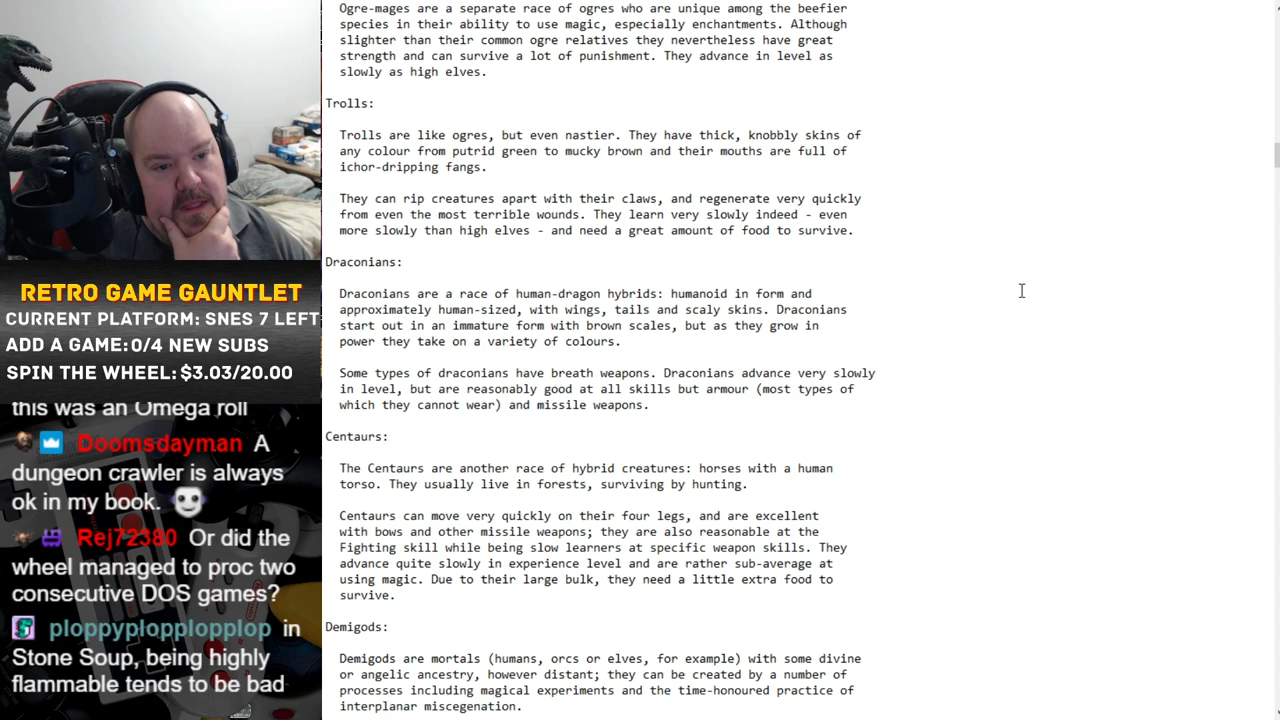 Ogre-mages are a separate race of ogres who are unique among the beefier
species in their ability to use magic, especially enchantments. Although
slighter than their common ogre relatives they nevertheless have great
strength and can survive a lot of punishment. They advance in level as
slowly as high elves.
Trolls:
Trolls are like ogres, but even nastier. They have thick, knobbly skins of
any colour from putrid green to mucky brown and their mouths are full of
ichor-dripping fangs.
They can rip creatures apart with their claws, and regenerate very quickly
from even the most terrible wounds. They learn very slowly indeed - even
more slowly than high elves - and need a great amount of food to survive.
Draconians:
Draconians are a race of human-dragon hybrids: humanoid in form and
approximately human-sized, with wings, tails and scaly skins. Draconians
start out in an immature form with brown scales, but as they grow in
power they take on a variety of colours.
Some types of draconians have breath weapons. Draconians advance very slowly
in level, but are reasonably good at all skills but armour (most types of
which they cannot wear) and missile weapons.
Centaurs:
The Centaurs are another race of hybrid creatures: horses with a human
torso. They usually live in forests, surviving by hunting.
Centaurs can move very quickly on their four legs, and are excellent
with bows and other missile weapons; they are also reasonable at the
Fighting skill while being slow learners at specific weapon skills. They
advance quite slowly in experience level and are rather sub-average at
using magic. Due to their large bulk, they need a little extra food to
survive.
Demigods:
Demigods are mortals (humans, orcs or elves, for example) with some divine
or angelic ancestry, however distant; they can be created by a number of
processes including magical experiments and the time-honoured practice of
interplanar miscegenation.
RETRO GAME GAUNTLET
CURRENT PLATFORM: SNES 7 LEFT
ADD A GAME: 0/4 NEW SUBS
SPIN THE WHEEL: $3.03/20.00
this was an Omega roll
Doomsdayman A
dungeon crawler is always
ok in my book.
Rej72380 Or did the
wheel managed to proc two
consecutive DOS games?
ploppyplopplopplop in
Stone Soup, being highly
flammable tends to be bad